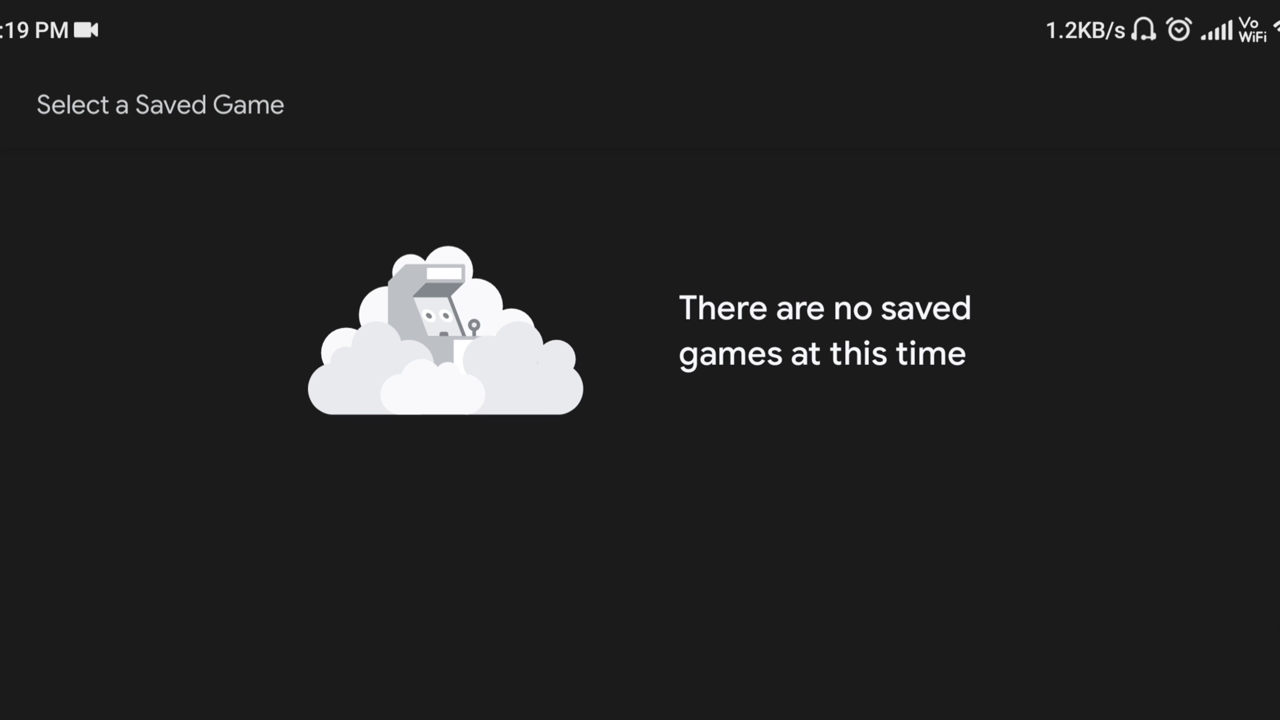 :19 PM
1.2KB/s Vo WiFi
Select a Saved Game
There are no saved
games at this time